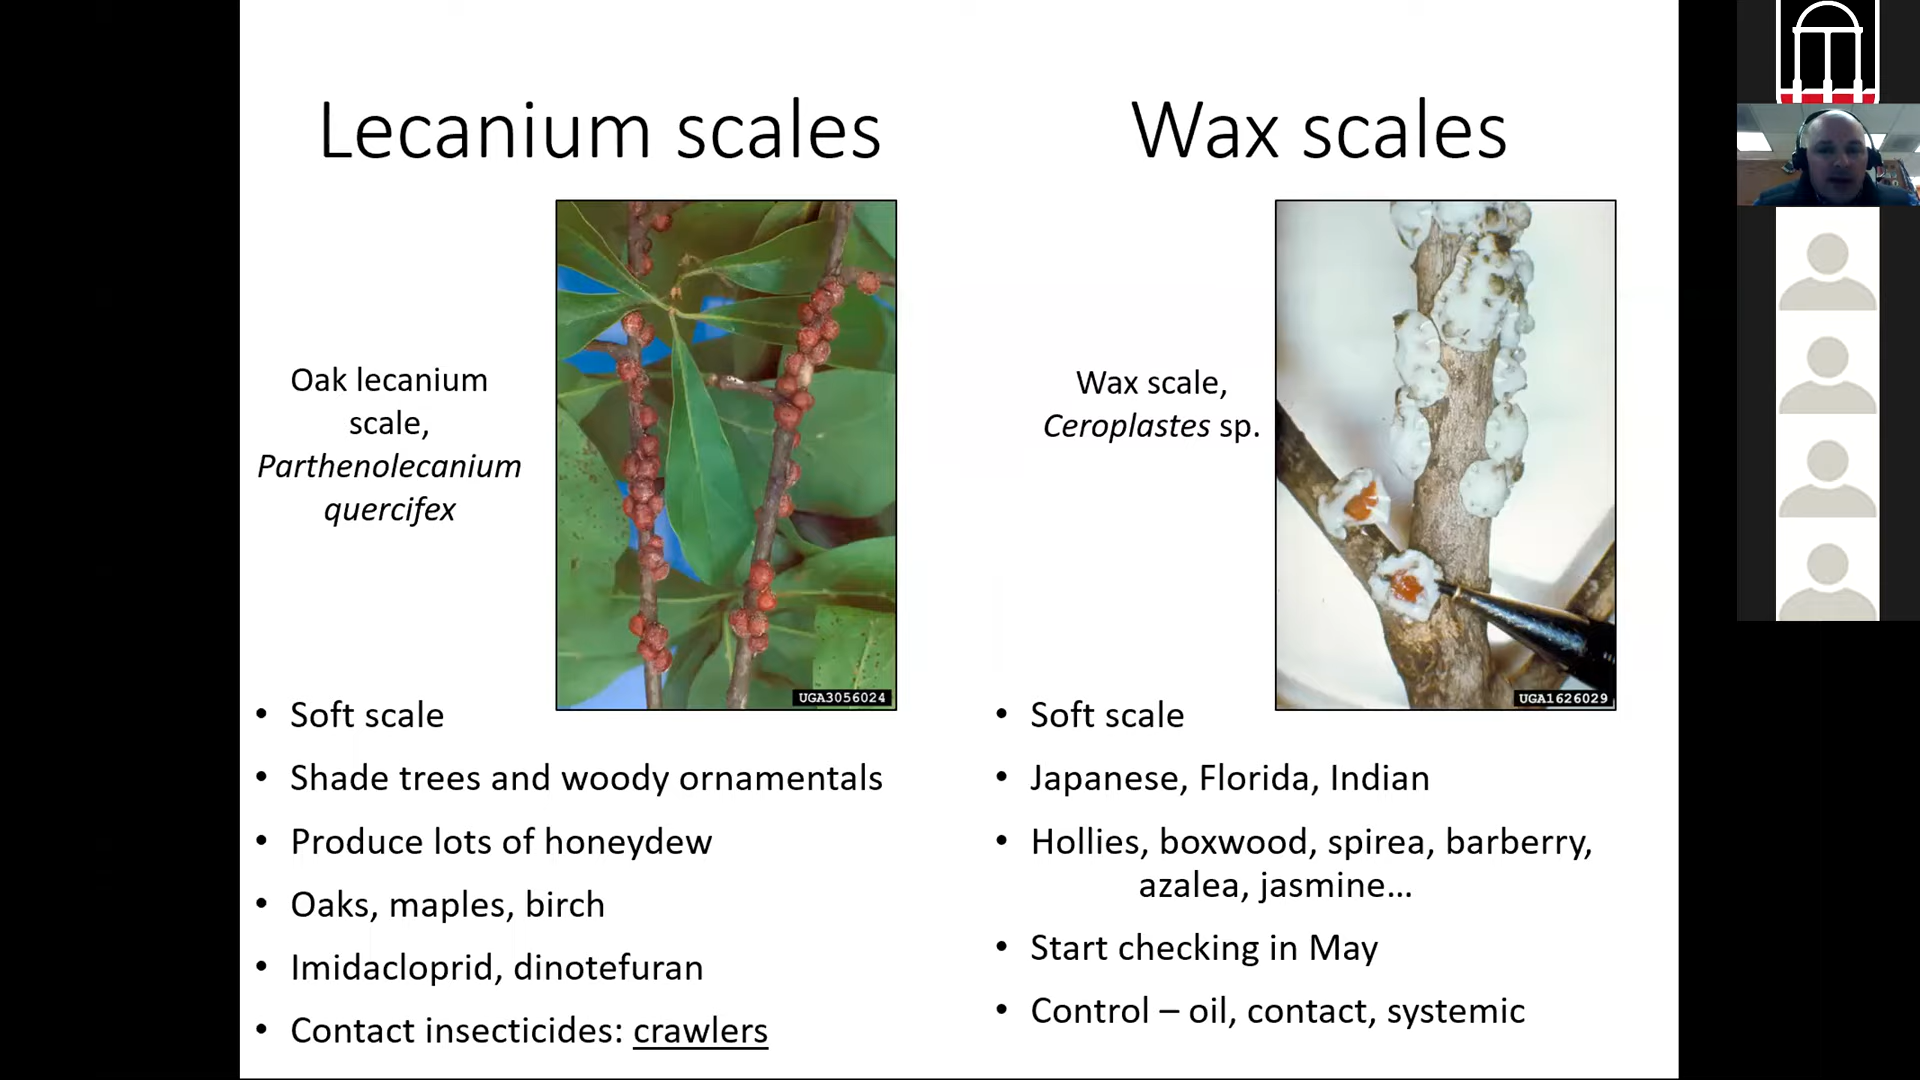 Lecanium scales
Oak lecanium
scale,
Parthenolecanium
quercifex
UGA3056024
• Soft scale
• Shade trees and woody ornamentals
• Produce lots of honeydew
• Oaks, maples, birch
• Imidacloprid, dinotefuran
• Contact insecticides: crawlers
Wax scales
Wax scale,
Ceroplastes sp.
UGA1626029
• Soft scale
• Japanese, Florida, Indian
• Hollies, boxwood, spirea, barberry,
azalea, jasmine…
• Start checking in May
• Control – oil, contact, systemic